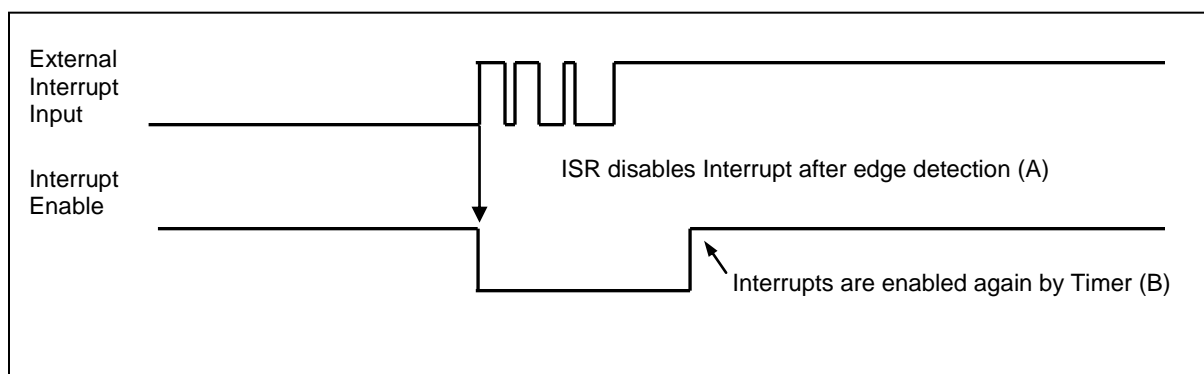 External
Interrupt
Input
ISR disables Interrupt after edge detection (A)
Interrupt
Enable
Interrupts are enabled again by Timer (B)